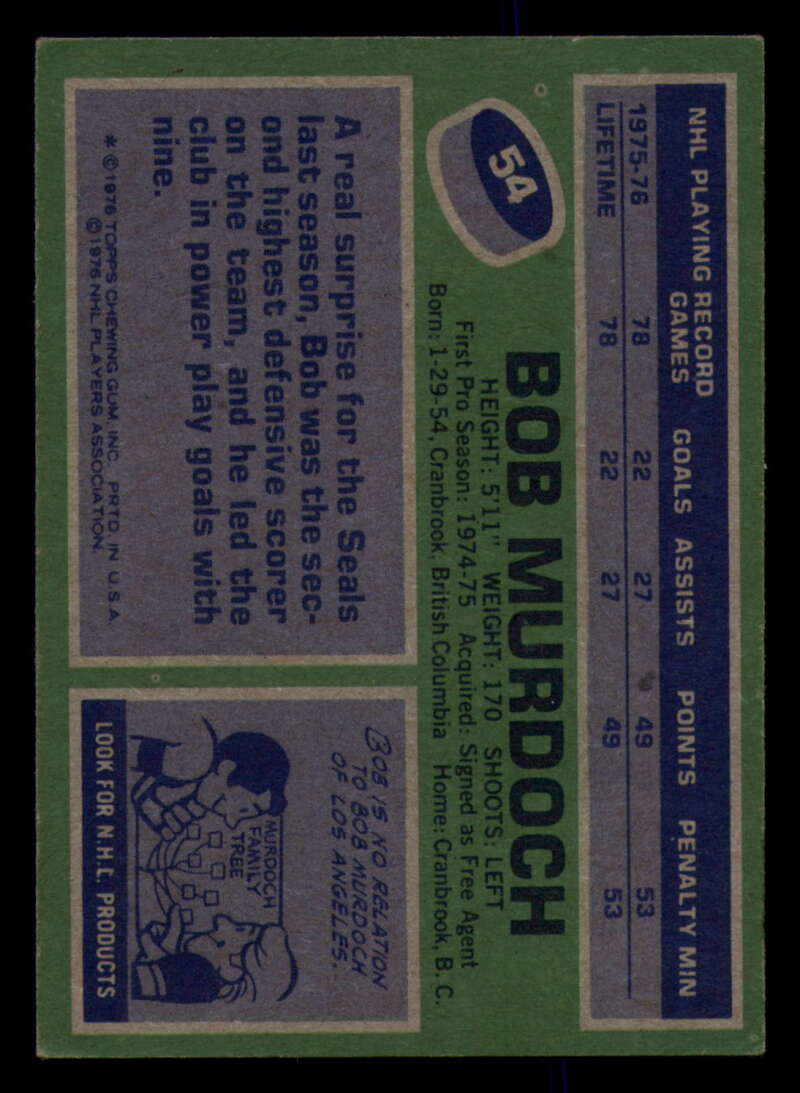 NHL PLAYING RECORD
GAMES GOALS ASSISTS POINTS PENALTY MIN
1975-76 78 22 27 49 53
LIFETIME 78 22 27 49 53
54
BOB MURDOCH
HEIGHT: 5'11" WEIGHT: 170 SHOOTS: LEFT
First Pro Season: 1974-75 Acquired: Signed as Free Agent
Born: 1-29-54, Cranbrook, British Columbia Home: Cranbrook, B. C.
A real surprise for the Seals
last season, Bob was the sec-
ond highest defensive scorer
on the team, and he led the
club in power play goals with
nine.
* © 1976 TOPPS CHEWING GUM, INC. PRTD. IN U.S.A.
© 1976 NHL PLAYERS ASSOCIATION.
BOB IS NO RELATION
TO BOB MURDOCH
OF LOS ANGELES.
MURDOCH
FAMILY
TREE
LOOK FOR N.H.L. PRODUCTS